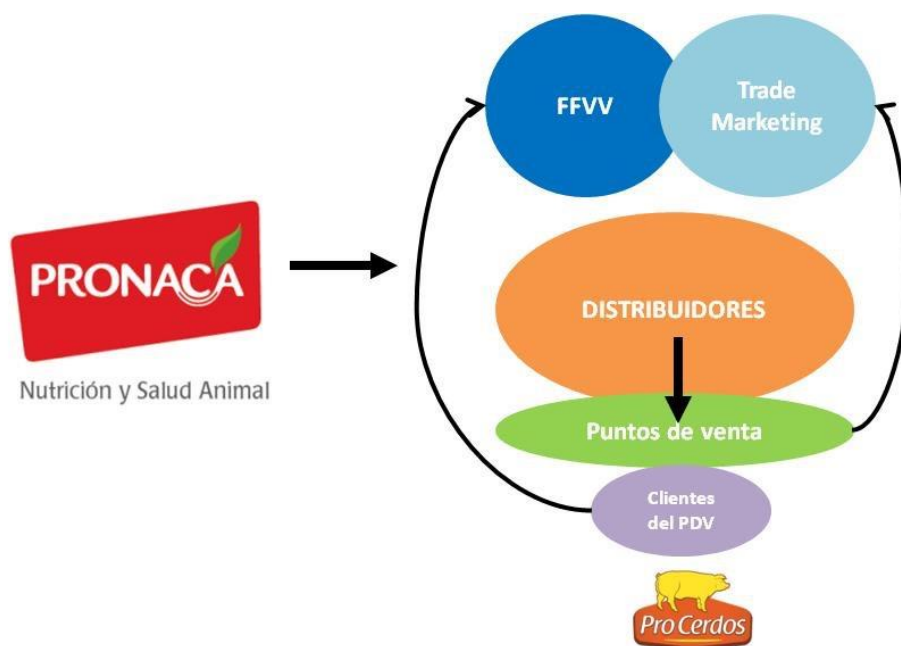 FFVV
Trade
Marketing
PRONACA
Nutrición y Salud Animal
DISTRIBUIDORES
Puntos de venta
Clientes
del PDV
Pro Cerdos